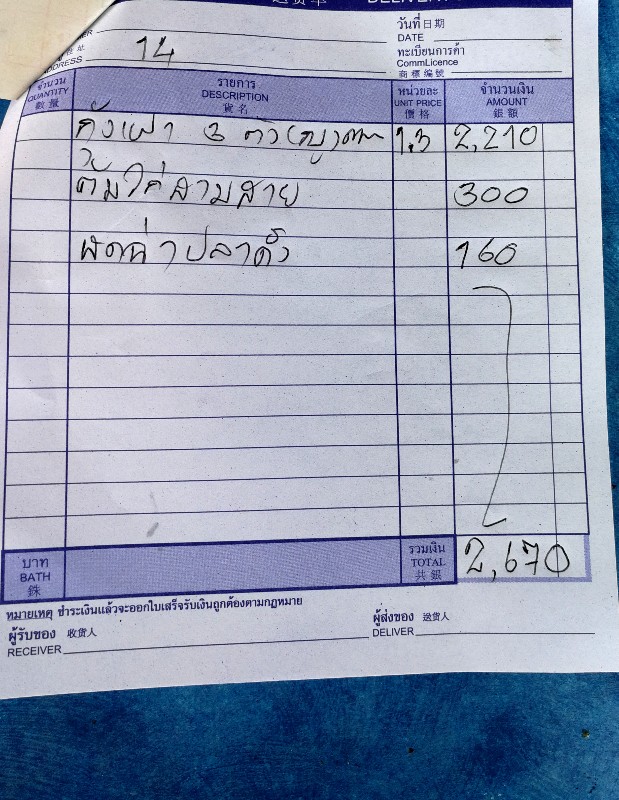 วันที่ 日期
DATE
ADDRESS 14
ทะเบียนการค้า
CommLicence
商標編號
จำนวน รายการ หน่วยละ จำนวนเงิน
QUANTITY DESCRIPTION UNIT PRICE AMOUNT
數量 貨名 價格 銀額
กุ้งเผา 3 ตัว 1.3 2,210
300
ผัดฉ่าปลาคัง 160
บาท รวมเงิน
BATH TOTAL 2,670
銖 共銀
หมายเหตุ ชำระเงินแล้วจะออกใบเสร็จรับเงินถูกต้องตามกฎหมาย
ผู้รับของ 收货人 ผู้ส่งของ 送货人
RECEIVER DELIVER